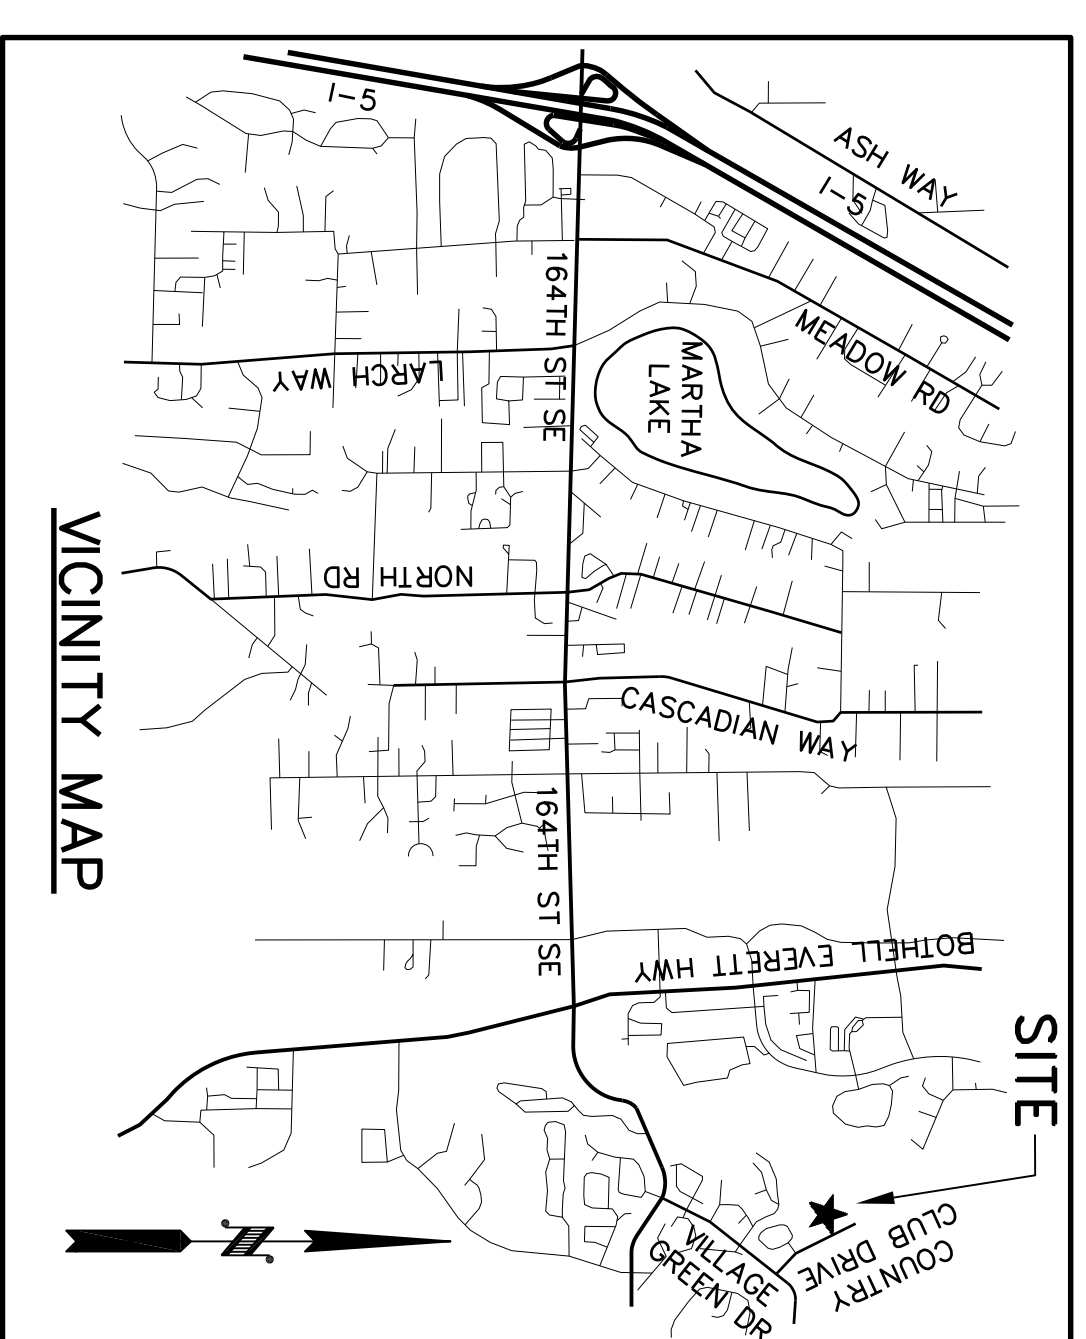 I-5
ASH WAY
I-5
164TH ST SE
MEADOW RD
MARTHA
LAKE
LARCH WAY
NORTH RD
CASCADIAN WAY
164TH ST SE
BOTHELL EVERETT HWY
SITE
COUNTRY
CLUB DRIVE
VILLAGE
GREEN DR
N
VICINITY MAP